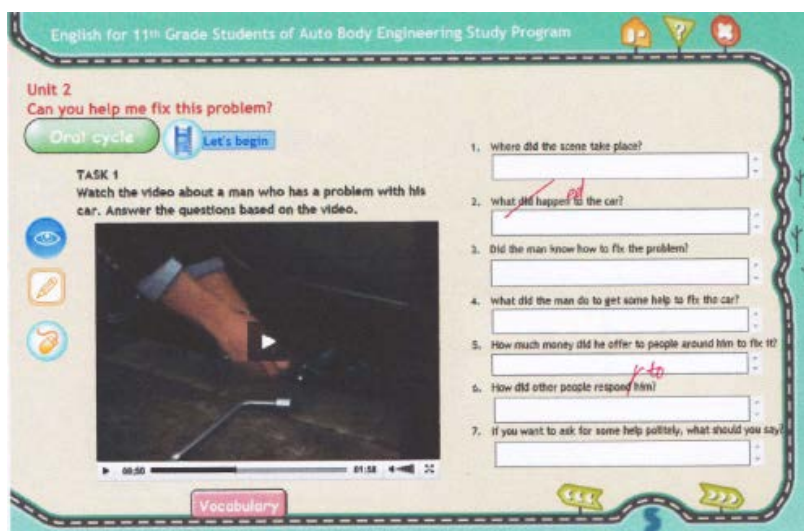 English for 11th Grade Students of Auto Body Engineering Study Program
?
Unit 2
Can you help me fix this problem?
Oral cycle
Let's begin
TASK 1
Watch the video about a man who has a problem with his
car. Answer the questions based on the video.
00:50
01:58
Vocabulary
1. Where did the scene take place?
2. What did happen to the car?
ed
3. Did the man know how to fix the problem?
4. What did the man do to get some help to fix the car?
5. How much money did he offer to people around him to fix it?
6. How did other people respond him?
to
7. If you want to ask for some help politely, what should you say?